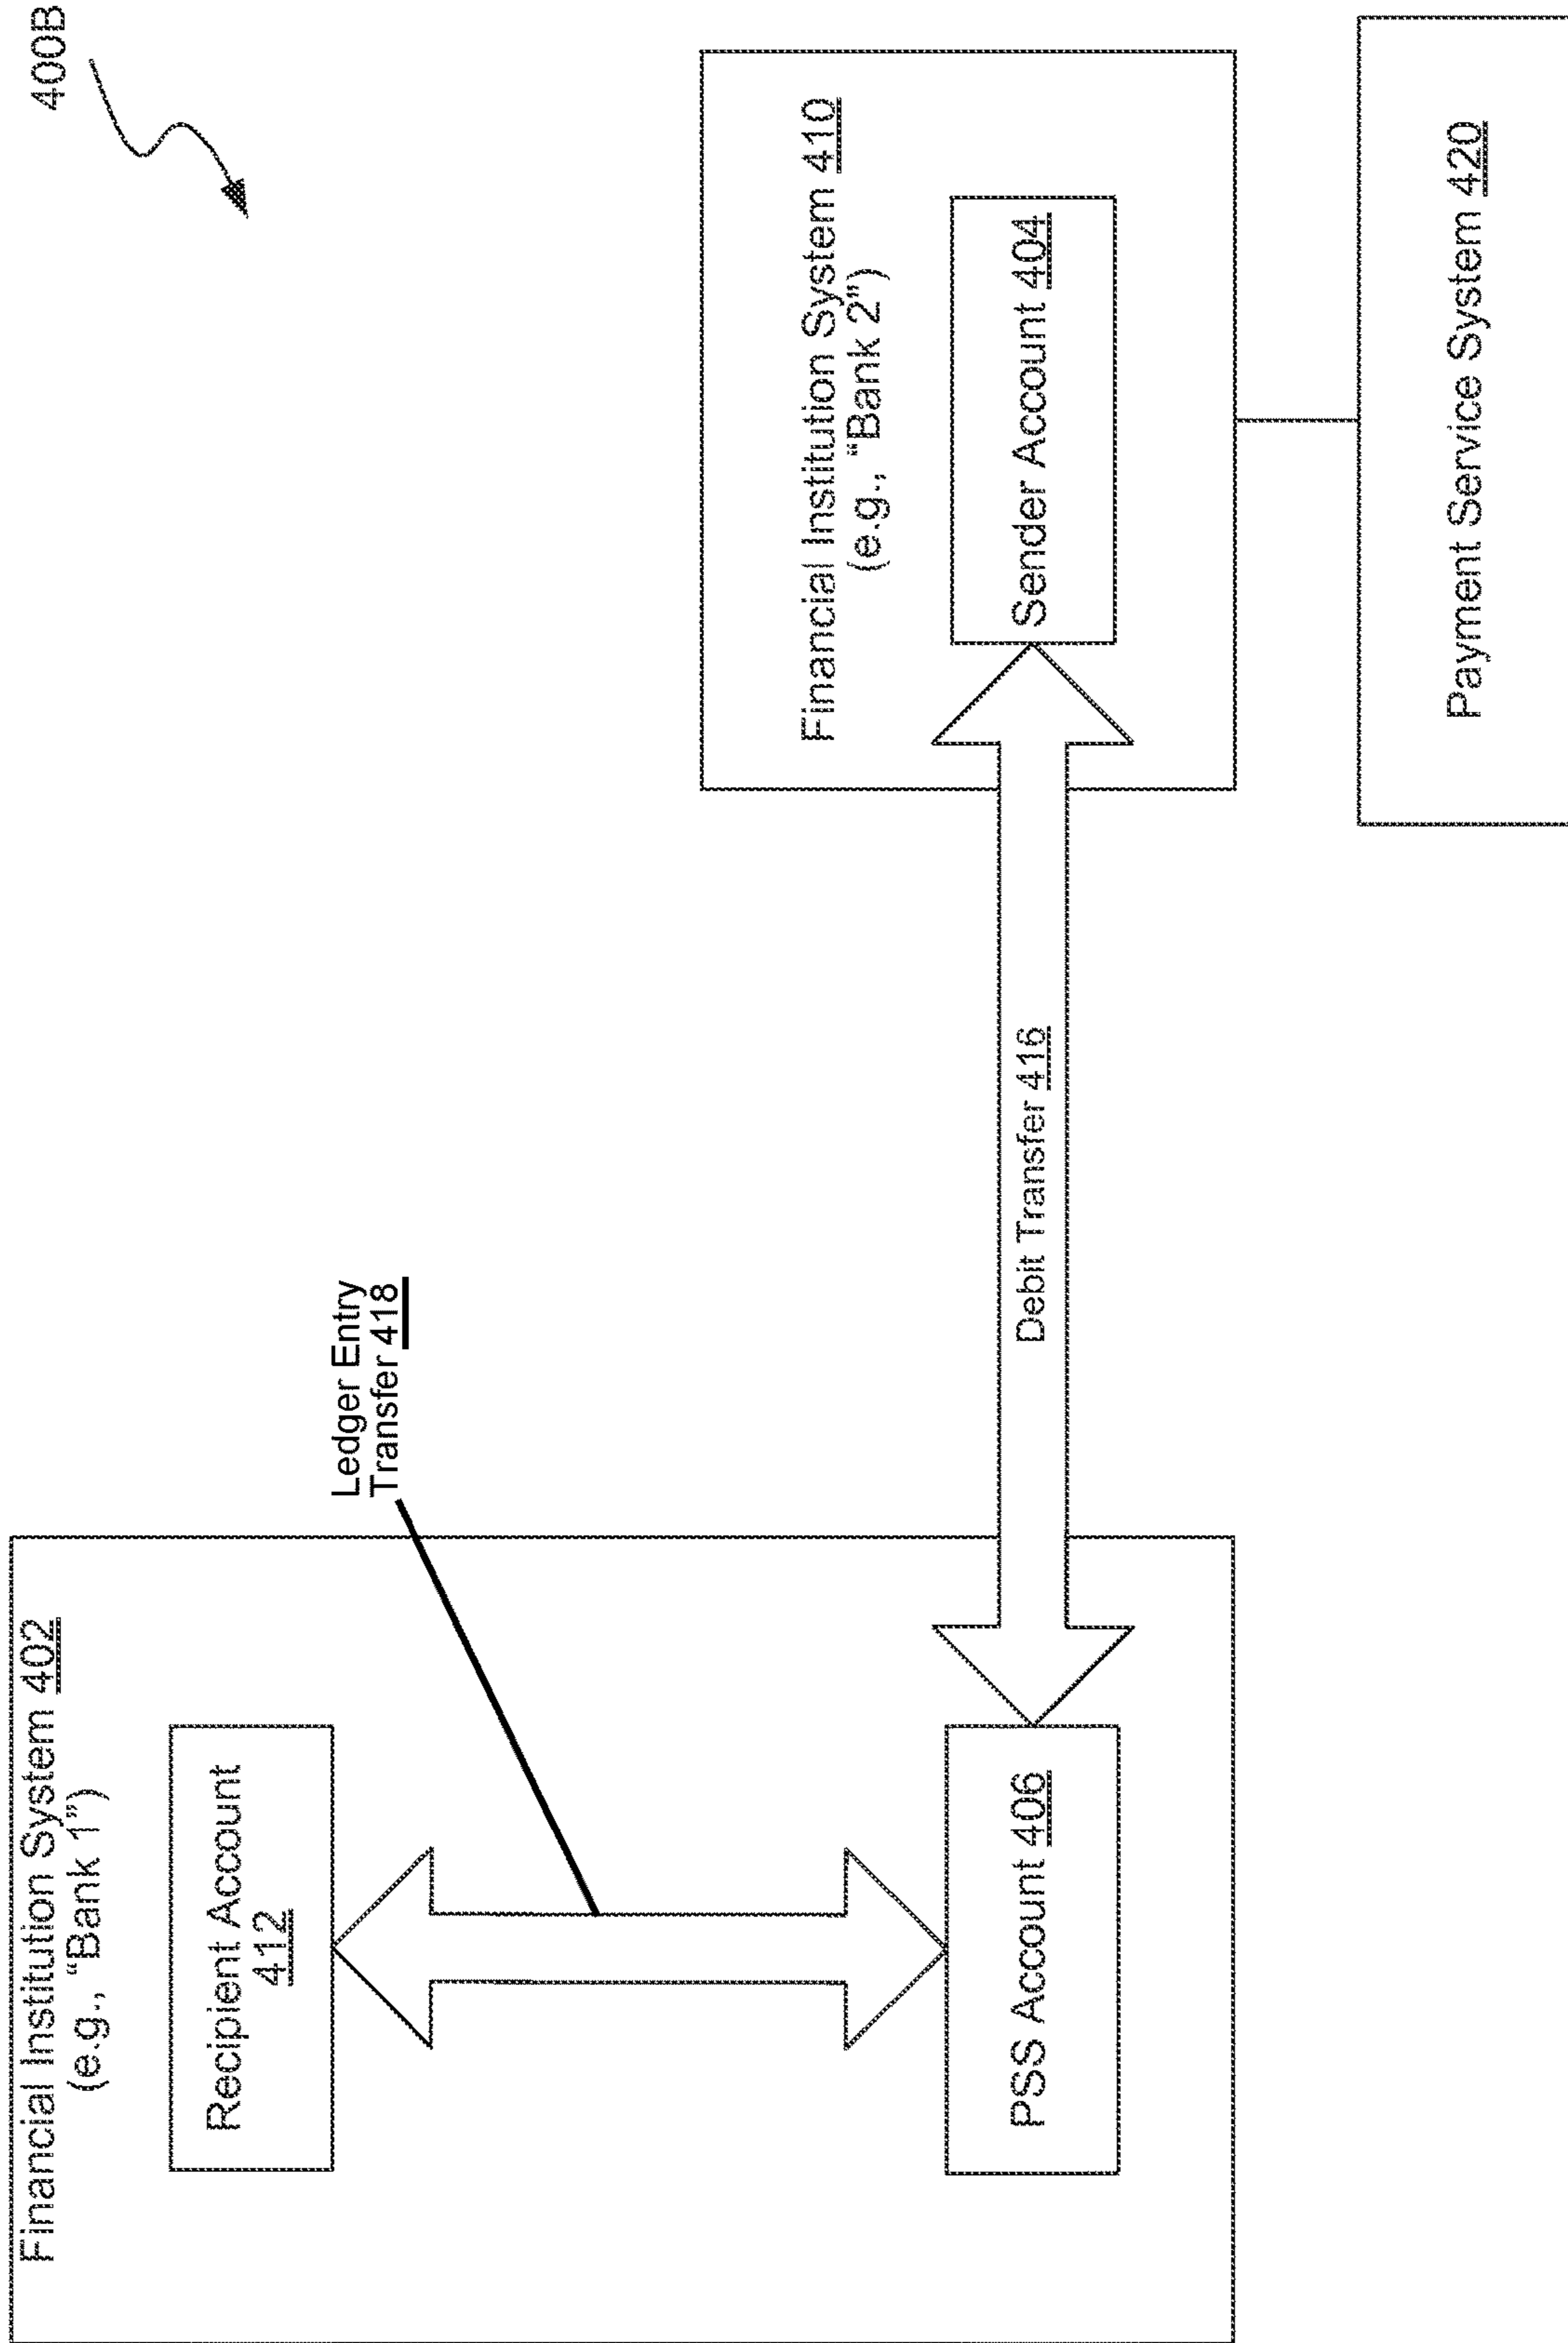 400B
Financial Institution System 402
(e.g., “Bank 1”)
Recipient Account
412
Ledger Entry
Transfer 418
PSS Account 406
Debit Transfer 416
Financial Institution System 410
(e.g., “Bank 2”)
Sender Account 404
Payment Service System 420